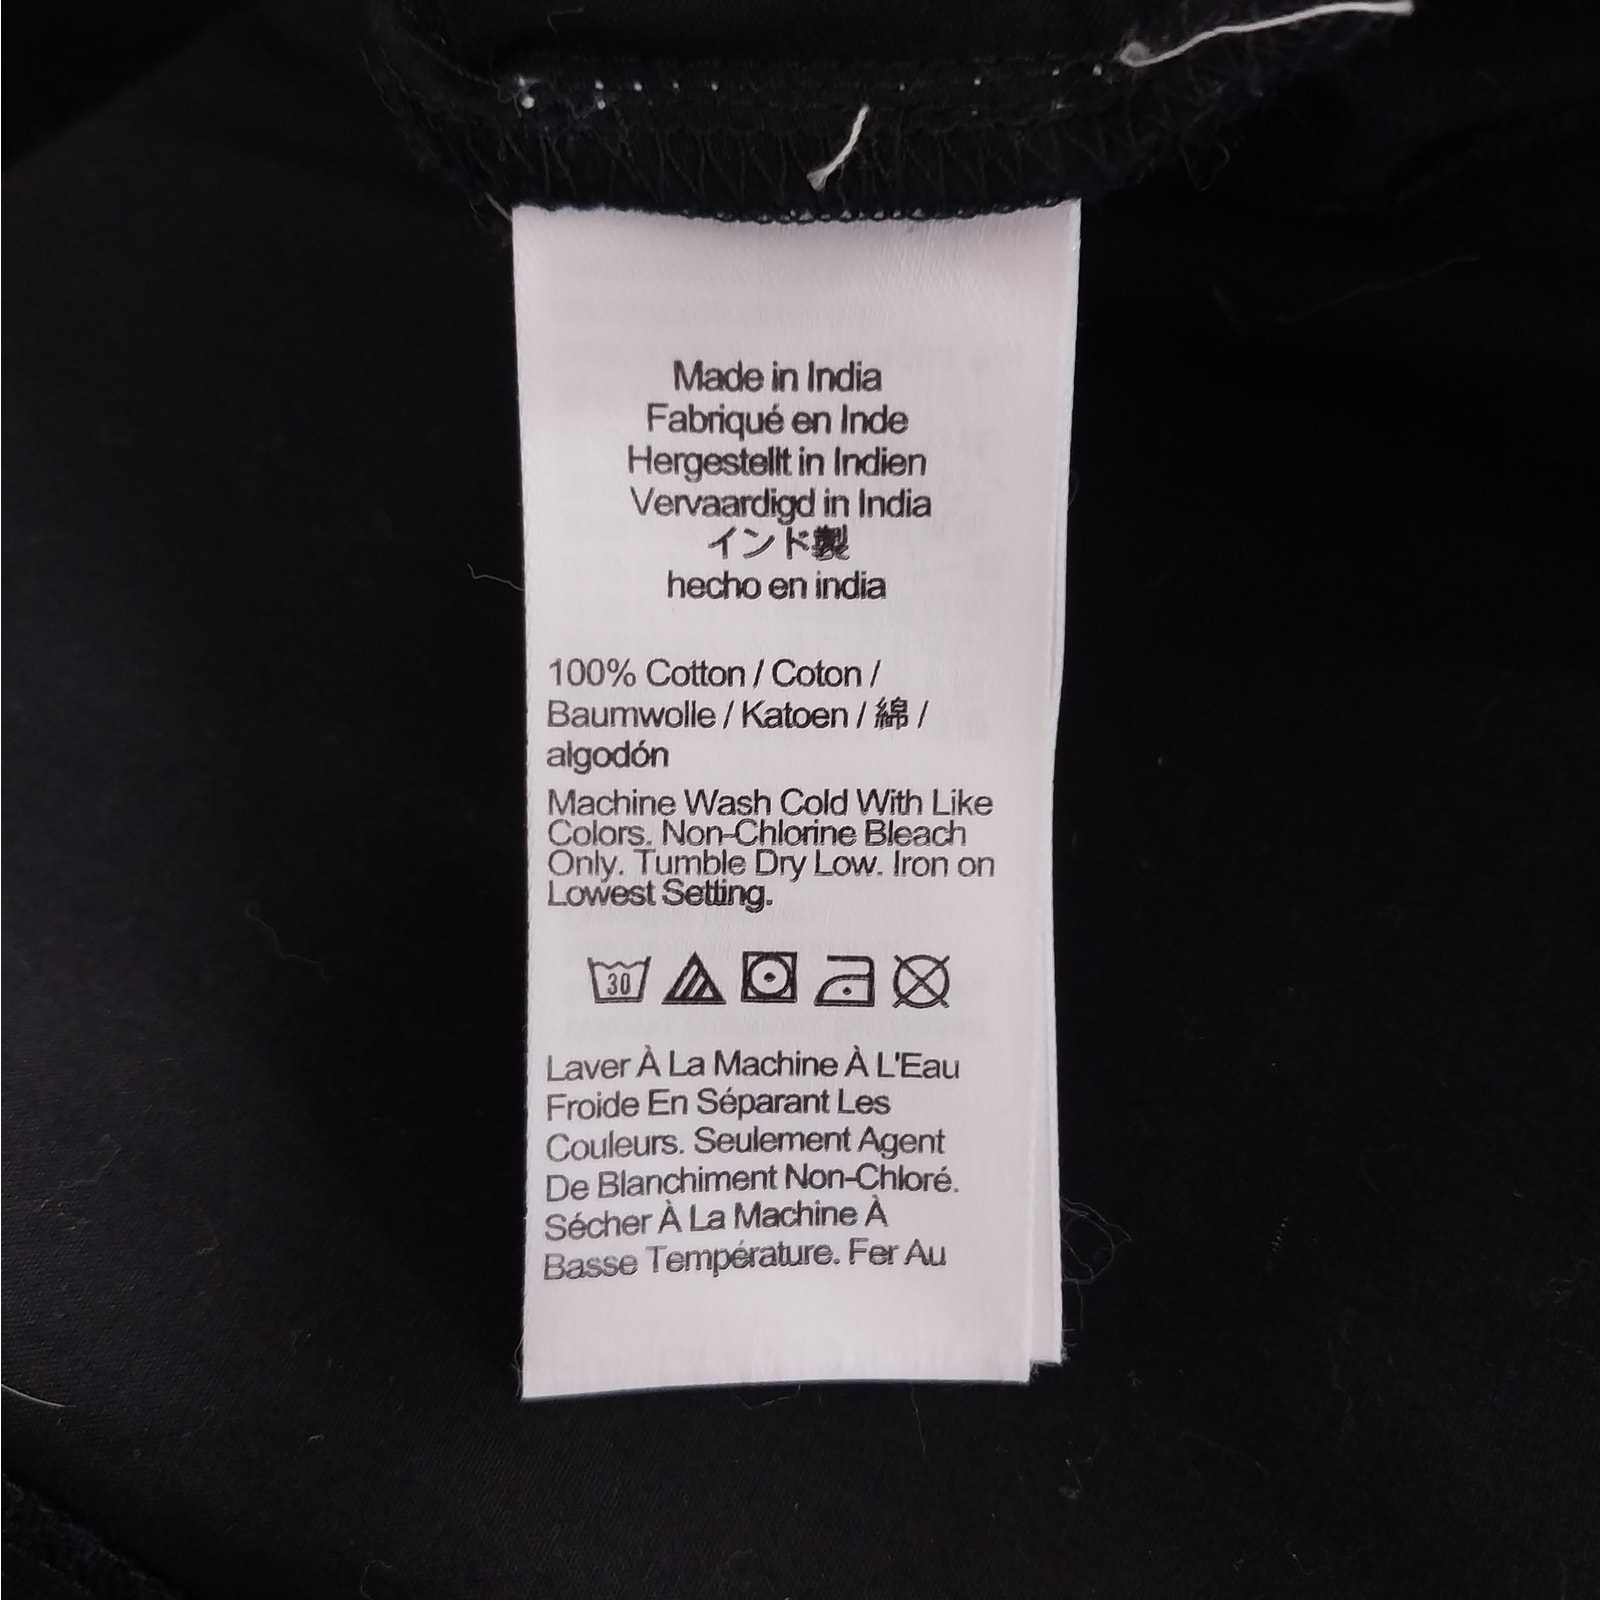 Made in India
Fabriqué en Inde
Hergestellt in Indien
Vervaardigd in India
インド製
hecho en india
100% Cotton / Coton /
Baumwolle / Katoen / 綿 /
algodón
Machine Wash Cold With Like
Colors. Non-Chlorine Bleach
Only. Tumble Dry Low. Iron on
Lowest Setting.
30
Laver À La Machine À L'Eau
Froide En Séparant Les
Couleurs. Seulement Agent
De Blanchiment Non-Chloré.
Sécher À La Machine À
Basse Température. Fer Au